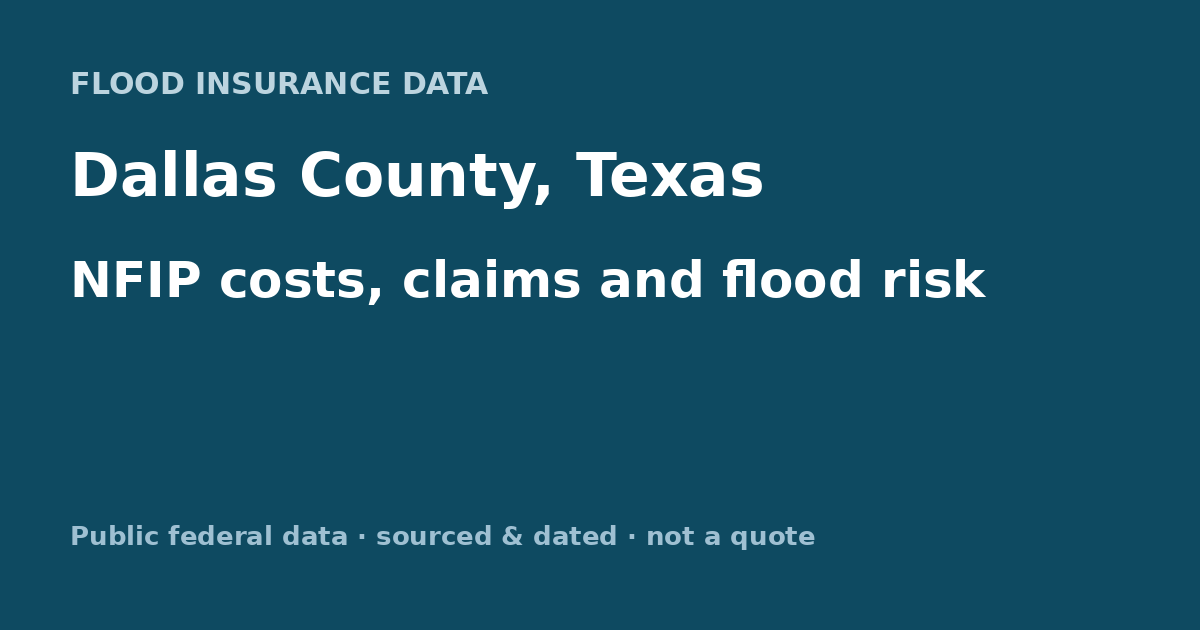 FLOOD INSURANCE DATA
Dallas County, Texas
NFIP costs, claims and flood risk
Public federal data · sourced & dated · not a quote